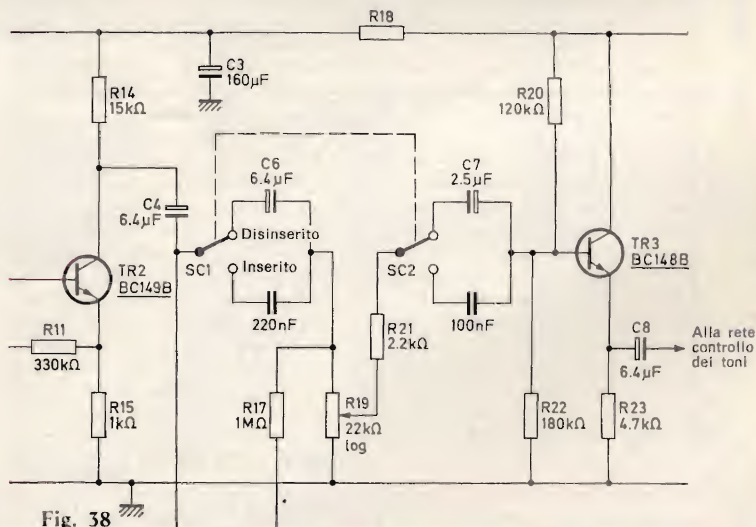 R18
C3
160μF
R14
15kΩ
R20
120kΩ
C6
6.4μF
C7
2.5μF
C4
6.4μF
Disinserito
SC1
Inserito
SC2
TR3
BC148B
TR2
BC149B
220nF
100nF
R21
2.2kΩ
C8
6.4μF
Alla rete
controllo
dei toni
R11
330kΩ
R15
1kΩ
R17
1MΩ
R19
22kΩ
log
R22
180kΩ
R23
4.7kΩ
Fig. 38